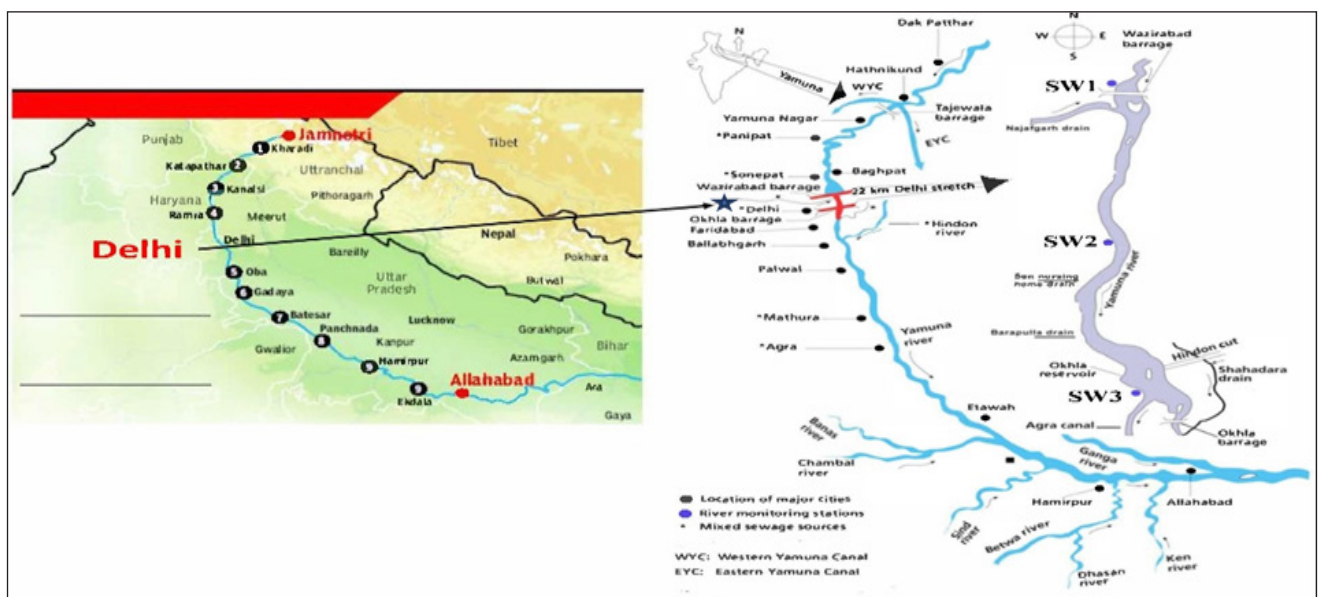 Jamnotri
Punjab
1
Kharadi
Tibet
Katapathar
2
Uttranchal
3
Kanalsi
Pithoragarh
Haryana
Ramra
4
Meerut
Delhi
Delhi
Nepal
Bareilly
Pokhara
5
Oba
Uttar
Pradesh
Butwal
6
Gadaya
7
Batesar
Lucknow
Gorakhpur
Panchnada
8
Kanpur
Bihar
Gwalior
Azamgarh
9
Hamirpur
Allahabad
9
Ekdala
Ara
Gaya
Dak Patthar
N
Yamuna
Hathnikund
WYC
Tajewala
barrage
Yamuna Nagar
EYC
*Panipat
*Sonepat
Baghpat
Wazirabad barrage
22 km Delhi stretch
*Delhi
Okhla barrage
*Hindon
river
Faridabad
Ballabhgarh
Palwal
*Mathura
Yamuna
river
*Agra
Etawah
Banas
river
Chambal
river
Ganga
river
Hamirpur
Allahabad
Sind
river
Betwa river
Dhasan
river
Ken
river
Location of major cities
River monitoring stations
Mixed sewage sources
WYC: Western Yamuna Canal
EYC: Eastern Yamuna Canal
N
W
E
S
Wazirabad
barrage
SW1
Najafgarh drain
SW2
Sen nursing
home drain
Yamuna river
Barapulla drain
Hindon cut
Okhla
reservoir
Shahadara
drain
SW3
Agra canal
Okhla
barrage